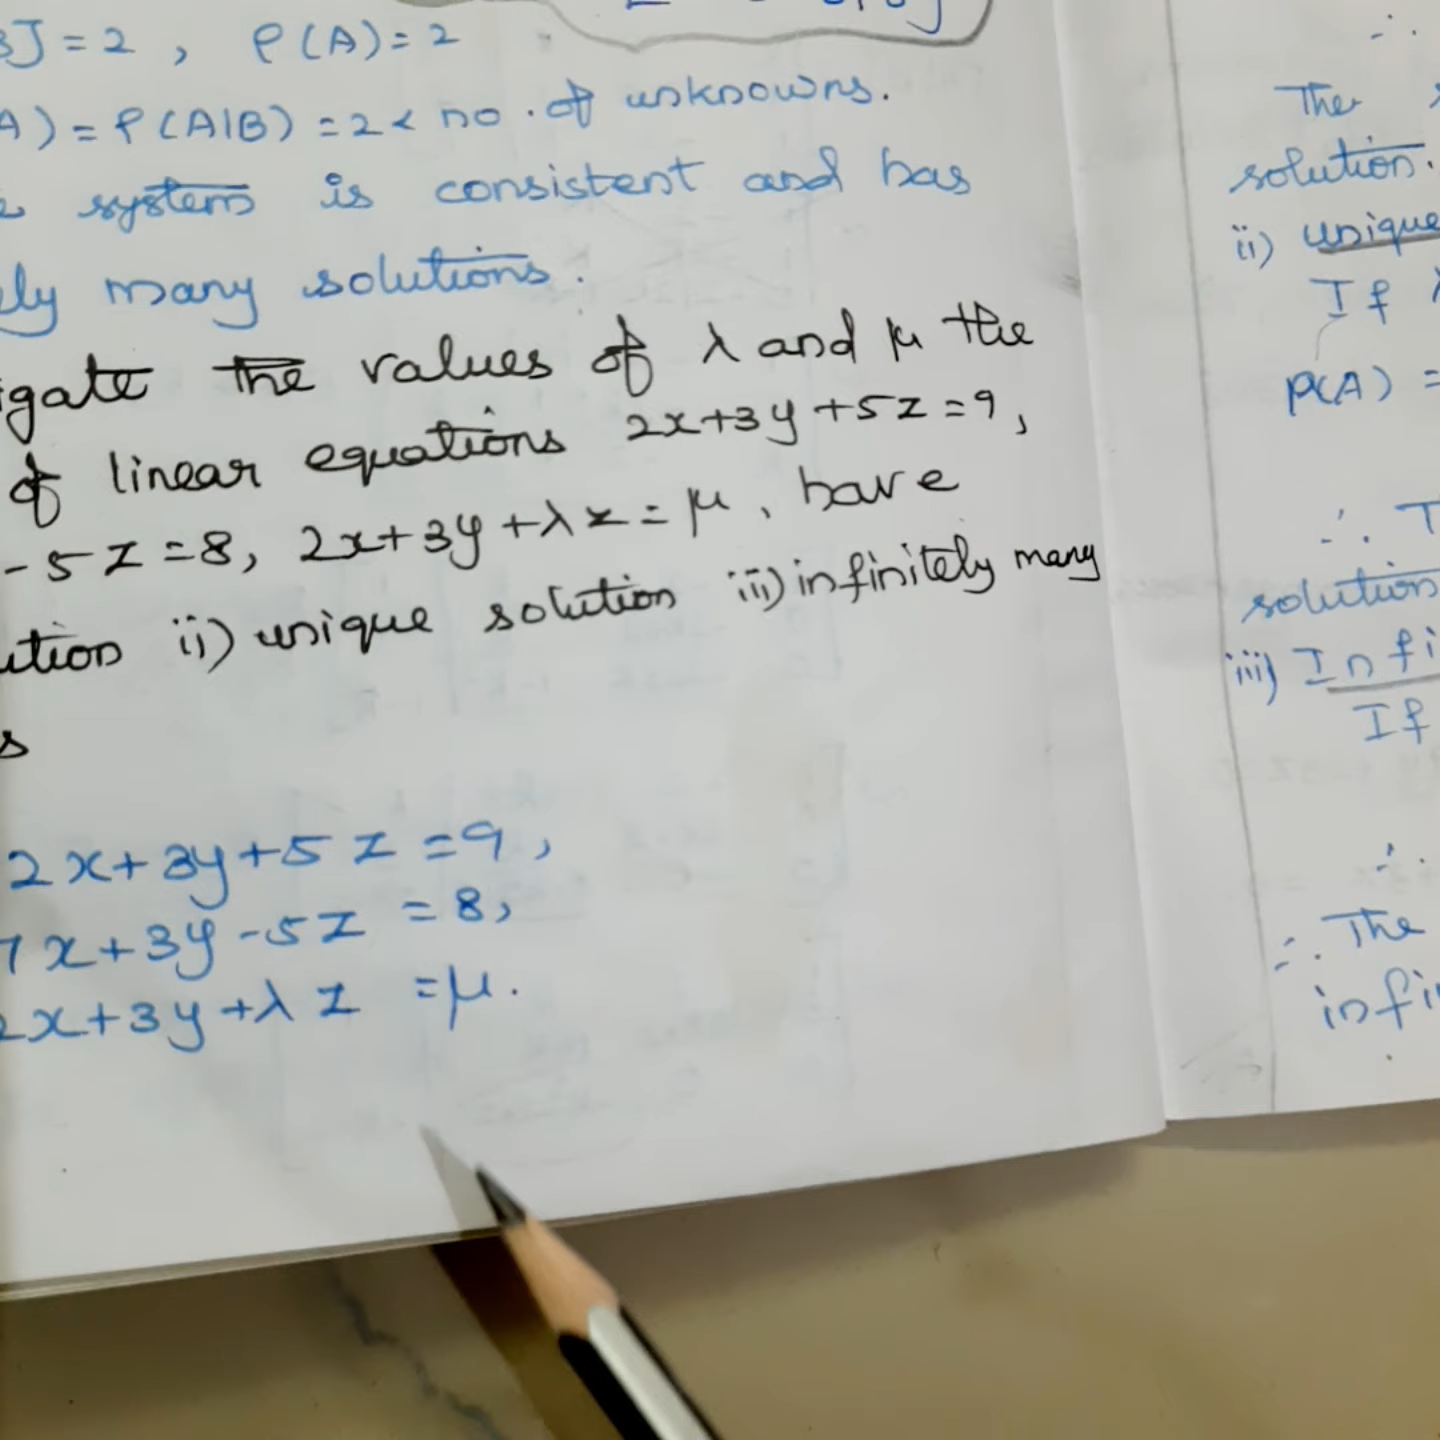 =2, ρ(A)=2
A)=ρ(A|B)=2< no. of unknowns.
system is consistent and has
ly many solutions.
gate the values of λ and μ the
of linear equations 2x+3y+5z=9,
-5z=8, 2x+3y+λz=μ, have
ution ii) unique solution iii) infinitely many
s
2x+3y+5z=9,
7x+3y-5z=8,
2x+3y+λz=μ.
∴
The
solution.
ii) unique
If
ρ(A) =
∴ T
solution
iii) Infi
If
∴
∴ The
infi